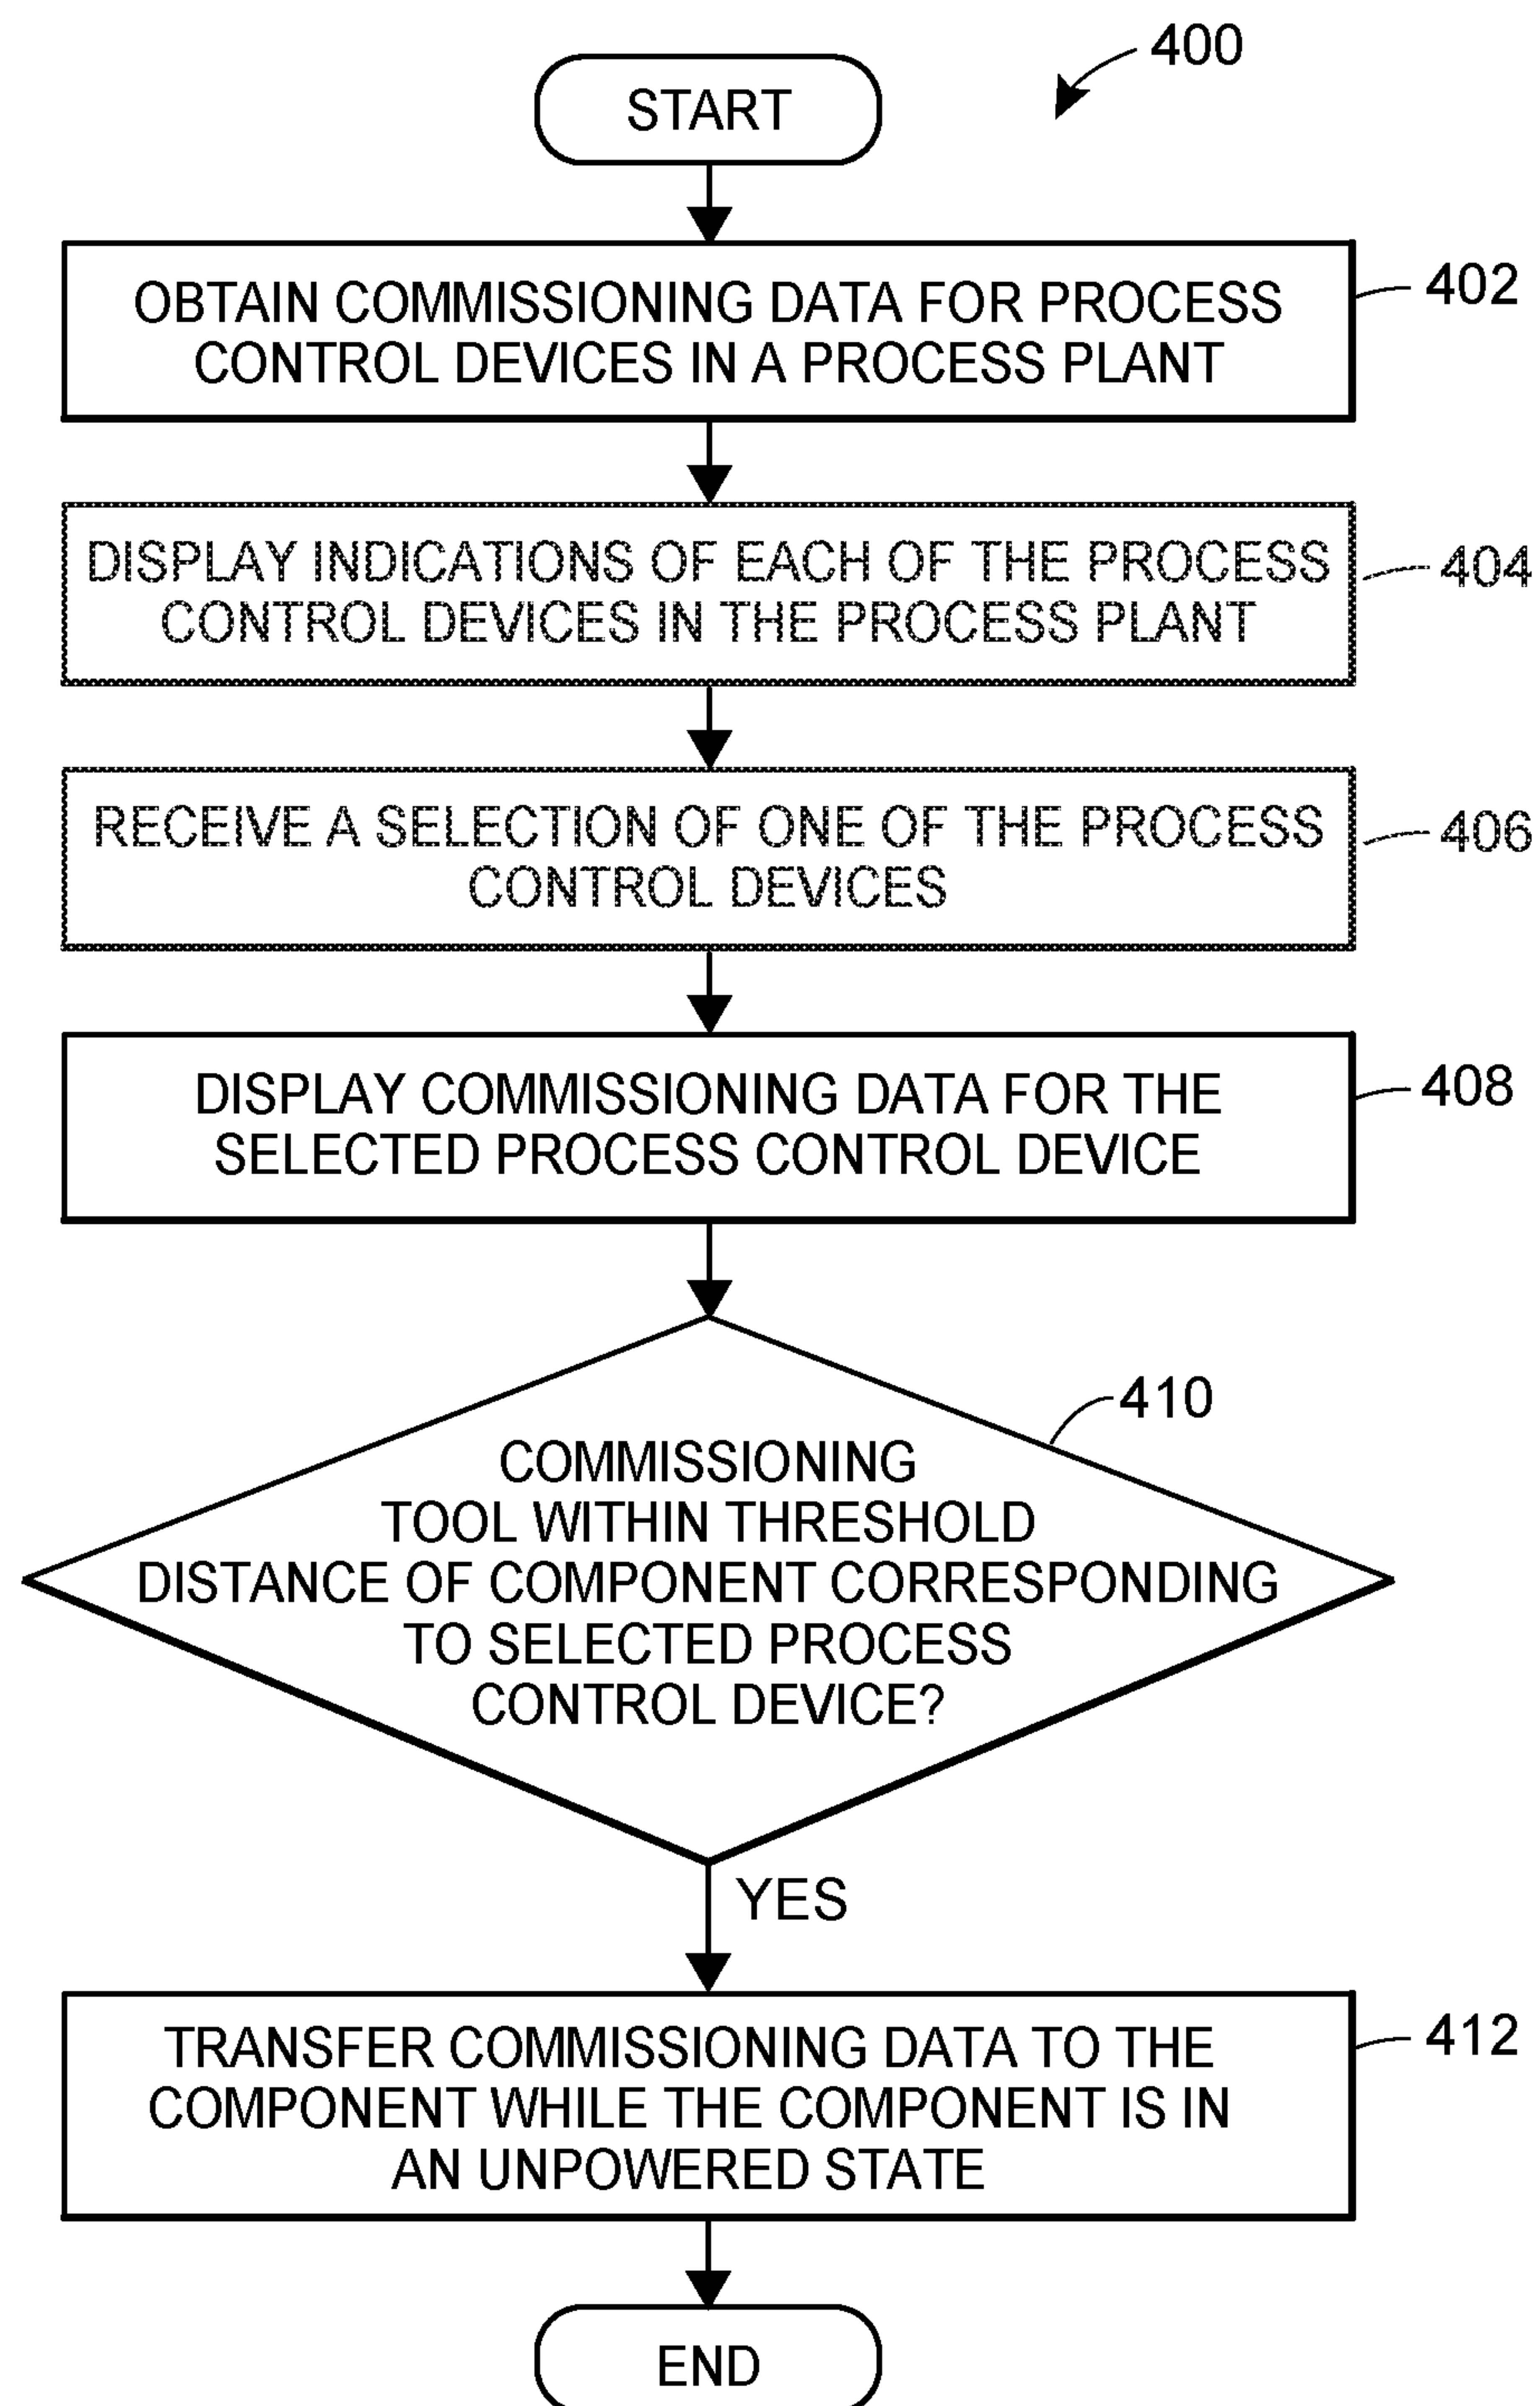 400
START
402
OBTAIN COMMISSIONING DATA FOR PROCESS
CONTROL DEVICES IN A PROCESS PLANT
404
DISPLAY INDICATIONS OF EACH OF THE PROCESS
CONTROL DEVICES IN THE PROCESS PLANT
406
RECEIVE A SELECTION OF ONE OF THE PROCESS
CONTROL DEVICES
408
DISPLAY COMMISSIONING DATA FOR THE
SELECTED PROCESS CONTROL DEVICE
410
COMMISSIONING
TOOL WITHIN THRESHOLD
DISTANCE OF COMPONENT CORRESPONDING
TO SELECTED PROCESS
CONTROL DEVICE?
YES
412
TRANSFER COMMISSIONING DATA TO THE
COMPONENT WHILE THE COMPONENT IS IN
AN UNPOWERED STATE
END